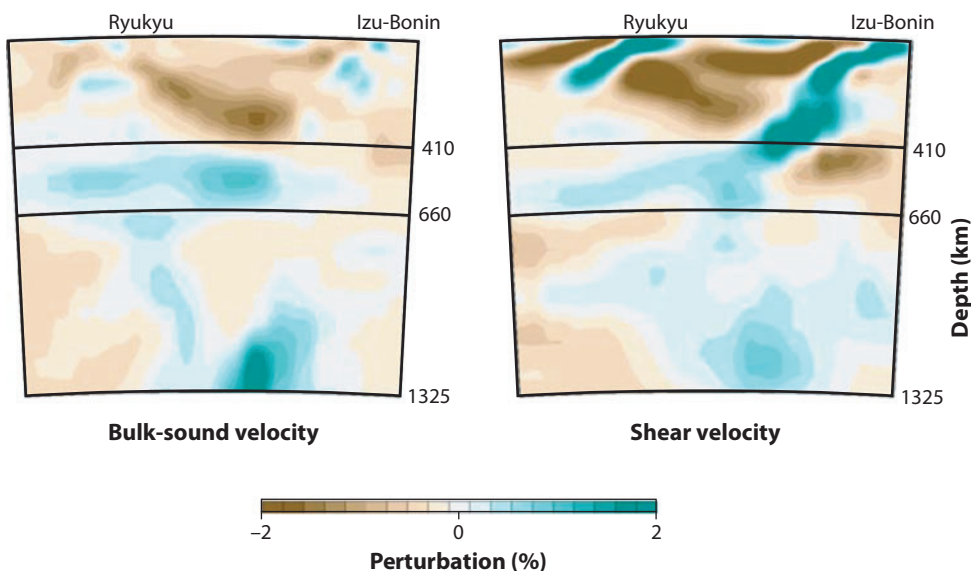 Ryukyu Izu-Bonin
Ryukyu Izu-Bonin
410
660
1325
Bulk-sound velocity
410
660
1325
Depth (km)
Shear velocity
–2 0 2
Perturbation (%)